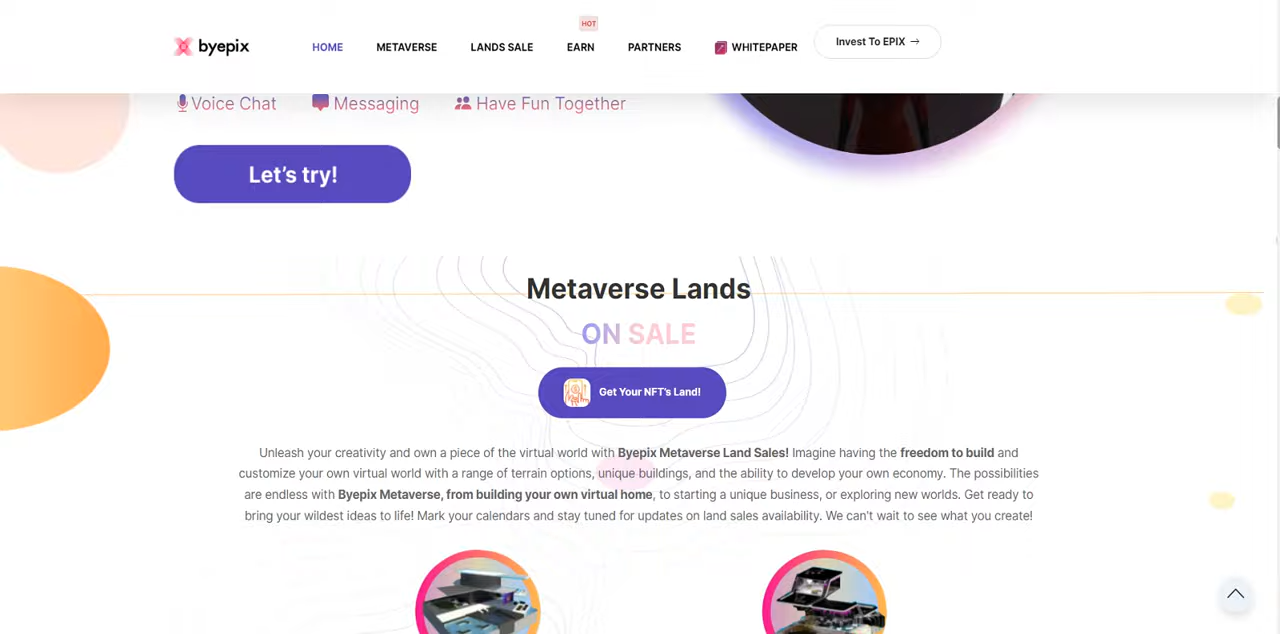 HOT
byepix
HOME METAVERSE LANDS SALE EARN PARTNERS WHITEPAPER Invest To EPIX →
Voice Chat Messaging Have Fun Together
Let's try!
Metaverse Lands
ON SALE
Get Your NFT's Land!
Unleash your creativity and own a piece of the virtual world with Byepix Metaverse Land Sales! Imagine having the freedom to build and
customize your own virtual world with a range of terrain options, unique buildings, and the ability to develop your own economy. The possibilities
are endless with Byepix Metaverse, from building your own virtual home, to starting a unique business, or exploring new worlds. Get ready to
bring your wildest ideas to life! Mark your calendars and stay tuned for updates on land sales availability. We can't wait to see what you create!